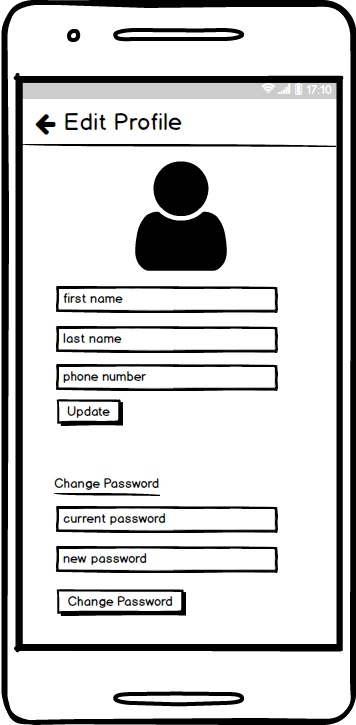 17:10
Edit Profile
first name
last name
phone number
Update
Change Password
current password
new password
Change Password